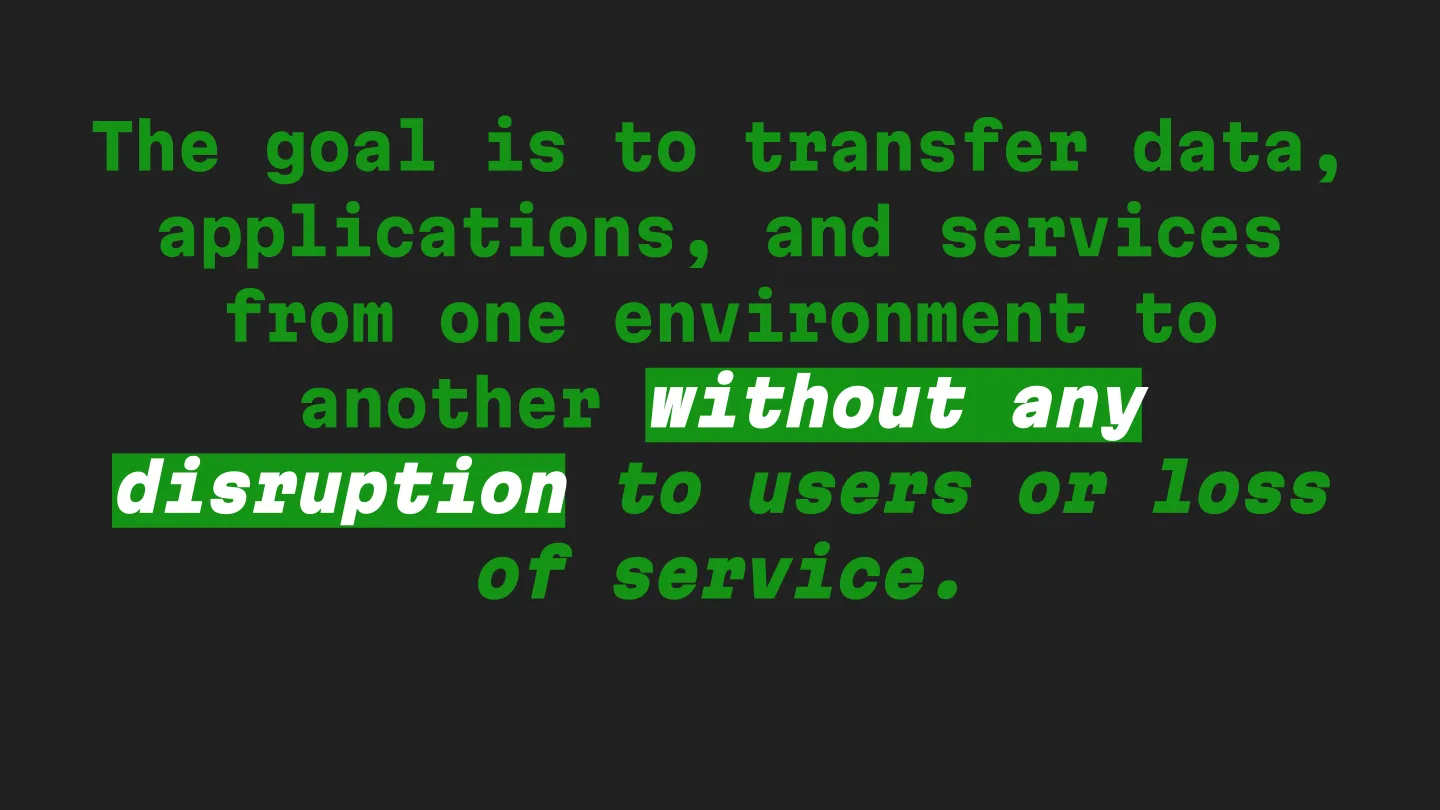 The goal is to transfer data,
applications, and services
from one environment to
another without any
disruption to users or loss
of service.